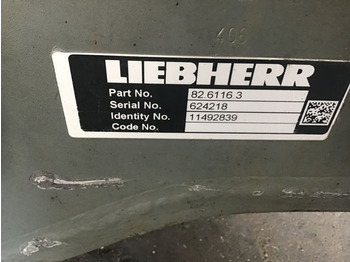 408
LIEBHERR
Part No. 82.6116.3
Serial No. 624218
Identity No. 11492839
Code No.